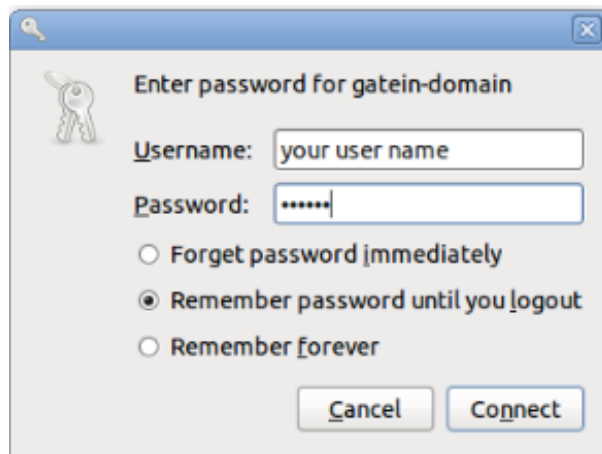 Enter password for gatein-domain
Username: your user name
Password: ••••••
Forget password immediately
Remember password until you logout
Remember forever
Cancel Connect